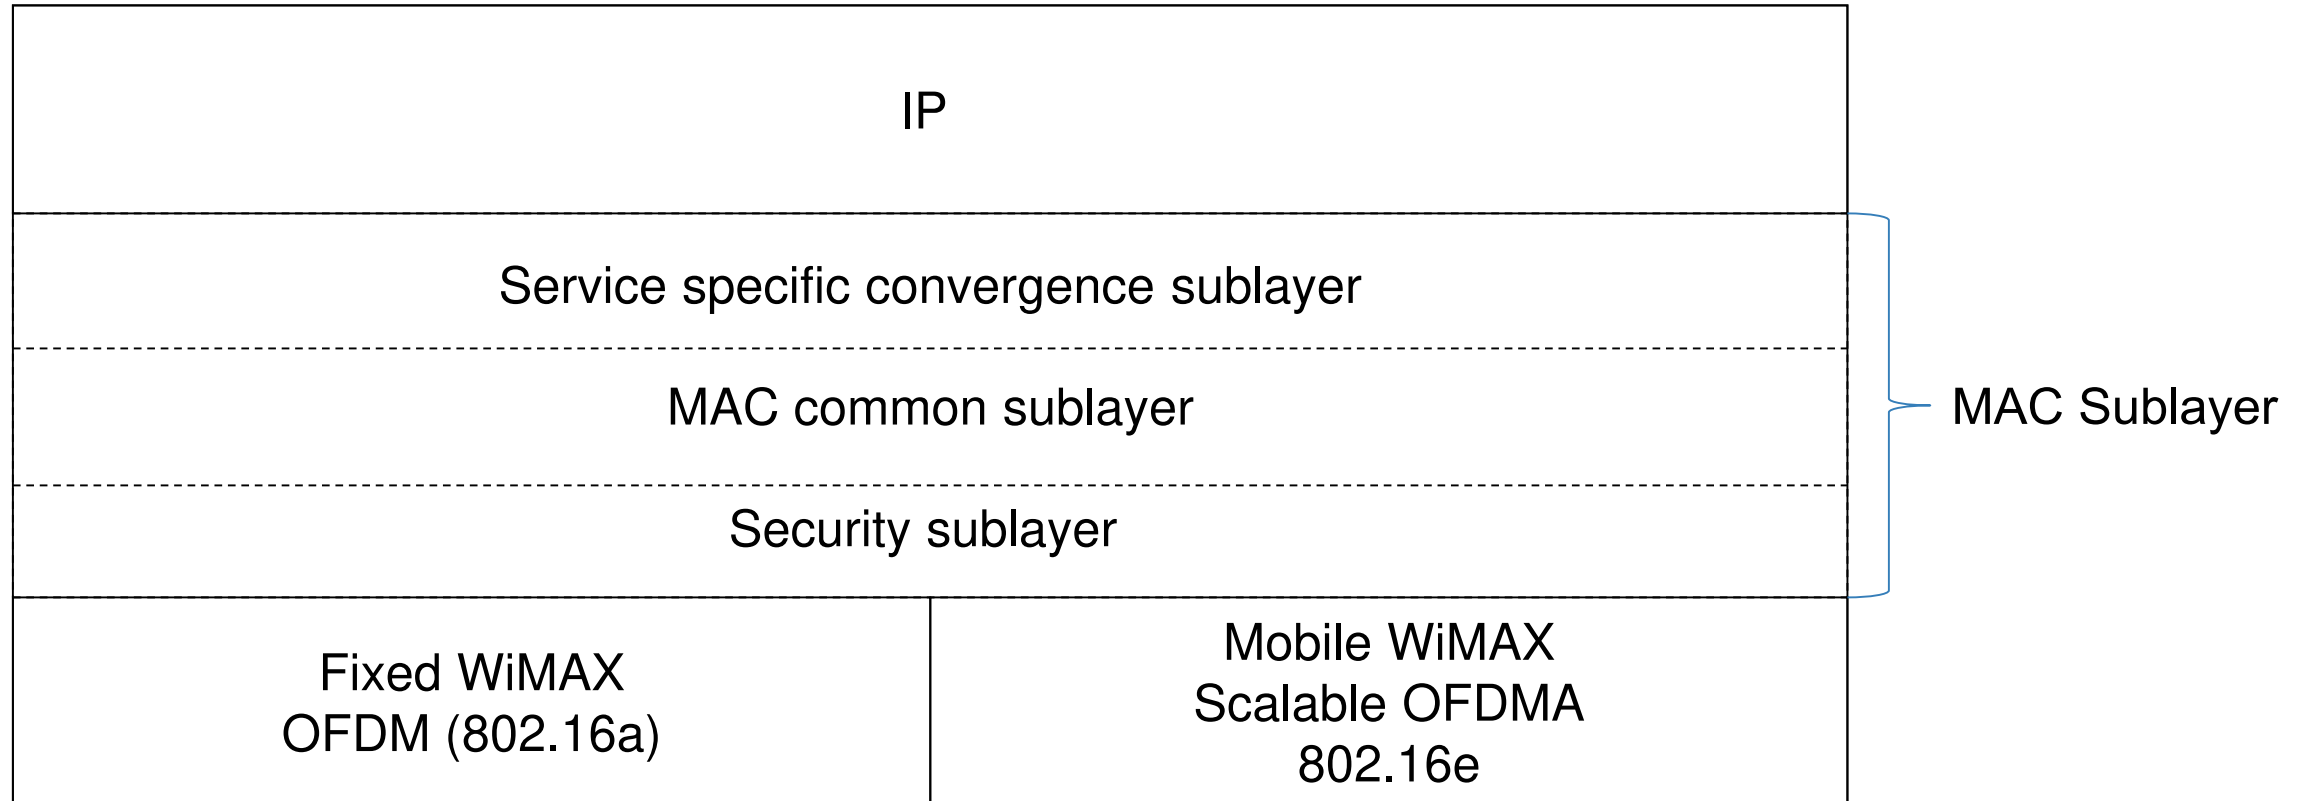 IP
Service specific convergence sublayer
MAC common sublayer
MAC Sublayer
Security sublayer
Fixed WiMAX
OFDM (802.16a)
Mobile WiMAX
Scalable OFDMA
802.16e